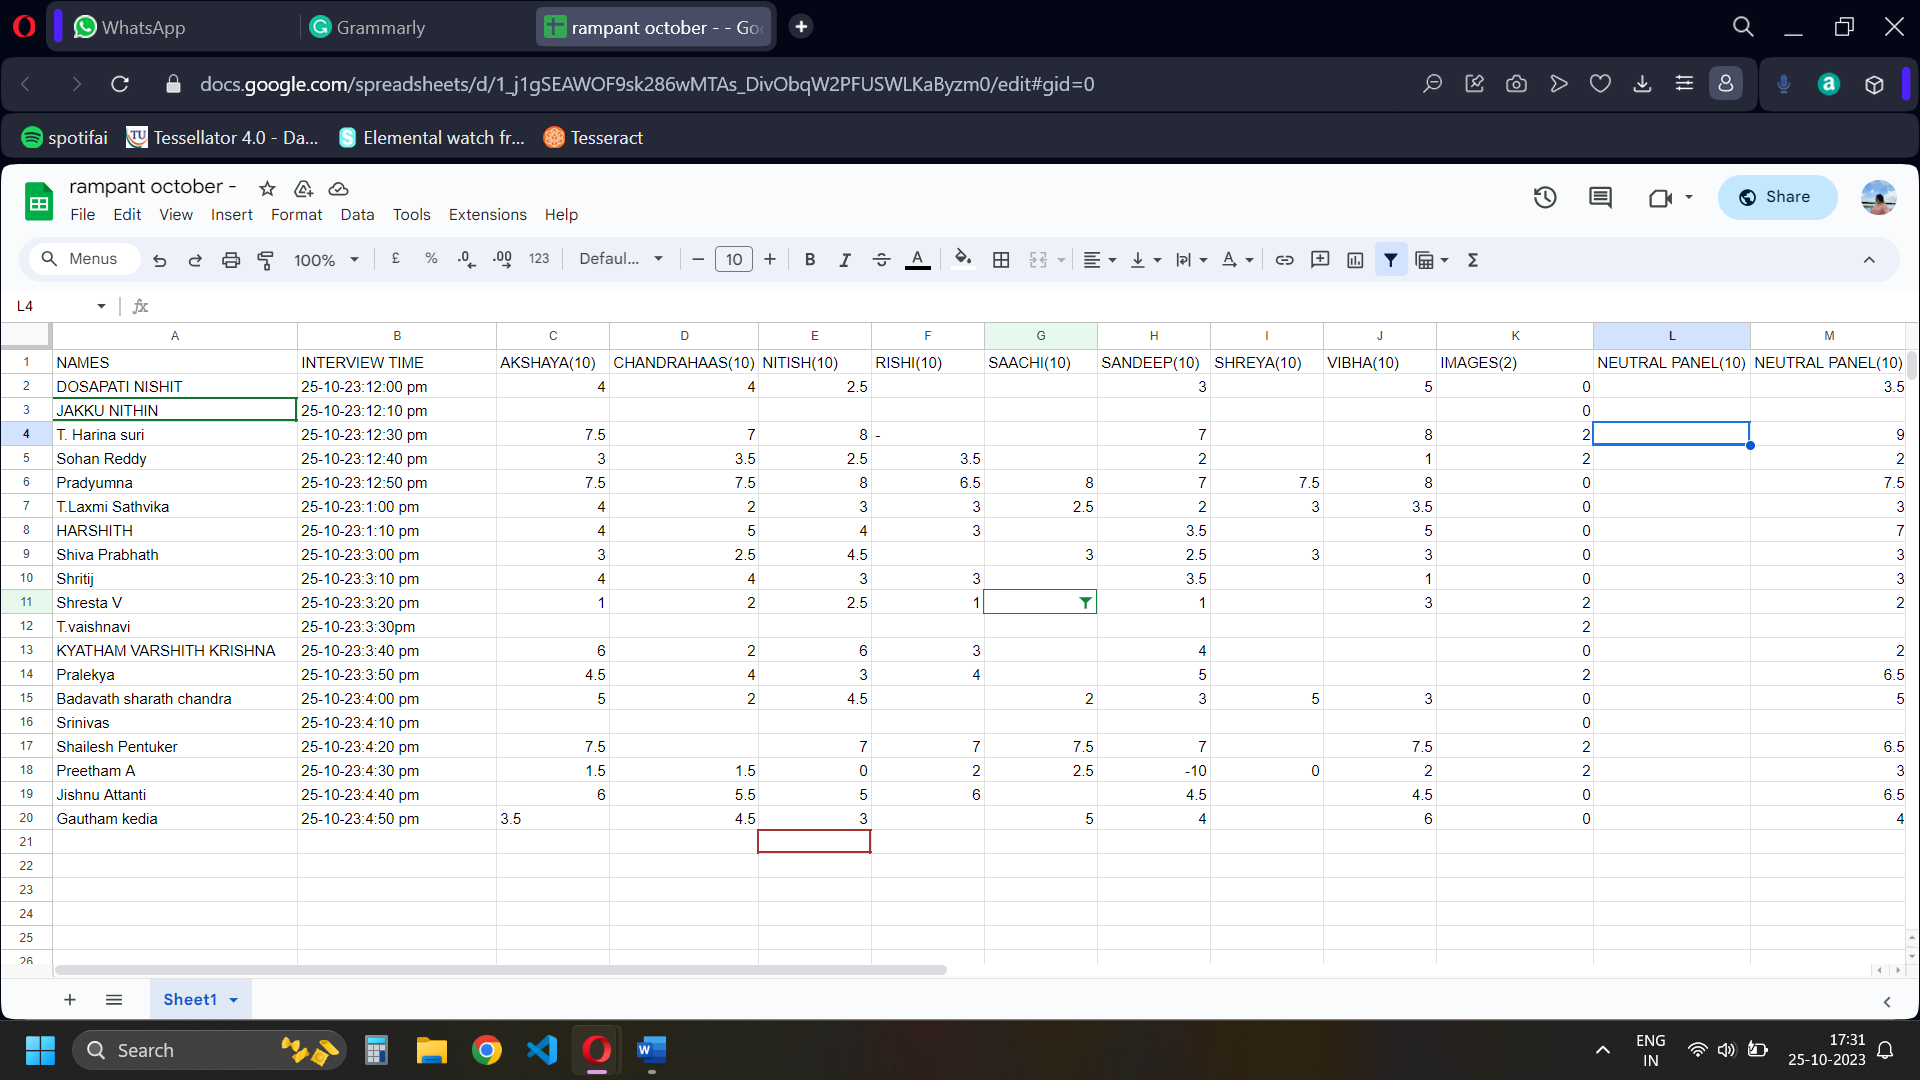 WhatsApp Grammarly rampant october - - Goo
docs.google.com/spreadsheets/d/1_j1gSEAWOF9sk286wMTAs_DivObqW2PFUSWLKaByzm0/edit#gid=0
spotifai TU Tessellator 4.0 - Da... Elemental watch fr... Tesseract
rampant october -
File Edit View Insert Format Data Tools Extensions Help
Share
Menus 100% £ % .0 .00 123 Defaul... 10 B I A
L4 fx
A B C D E F G H I J K L M
1 NAMES INTERVIEW TIME AKSHAYA(10) CHANDRAHAAS(10) NITISH(10) RISHI(10) SAACHI(10) SANDEEP(10) SHREYA(10) VIBHA(10) IMAGES(2) NEUTRAL PANEL(10) NEUTRAL PANEL(10)
2 DOSAPATI NISHIT 25-10-23:12:00 pm 4 4 2.5 3 5 0 3.5
3 JAKKU NITHIN 25-10-23:12:10 pm 0
4 T. Harina suri 25-10-23:12:30 pm 7.5 7 8 - 7 8 2 9
5 Sohan Reddy 25-10-23:12:40 pm 3 3.5 2.5 3.5 2 1 2 2
6 Pradyumna 25-10-23:12:50 pm 7.5 7.5 8 6.5 8 7 7.5 8 0 7.5
7 T.Laxmi Sathvika 25-10-23:1:00 pm 4 2 3 3 2.5 2 3 3.5 0 3
8 HARSHITH 25-10-23:1:10 pm 4 5 4 3 3.5 5 0 7
9 Shiva Prabhath 25-10-23:3:00 pm 3 2.5 4.5 3 2.5 3 3 0 3
10 Shritij 25-10-23:3:10 pm 4 4 3 3 3.5 1 0 3
11 Shresta V 25-10-23:3:20 pm 1 2 2.5 1 1 3 2 2
12 T.vaishnavi 25-10-23:3:30pm 2
13 KYATHAM VARSHITH KRISHNA 25-10-23:3:40 pm 6 2 6 3 4 0 2
14 Pralekya 25-10-23:3:50 pm 4.5 4 3 4 5 2 6.5
15 Badavath sharath chandra 25-10-23:4:00 pm 5 2 4.5 2 3 5 3 0 5
16 Srinivas 25-10-23:4:10 pm 0
17 Shailesh Pentuker 25-10-23:4:20 pm 7.5 7 7 7.5 7 7.5 2 6.5
18 Preetham A 25-10-23:4:30 pm 1.5 1.5 0 2 2.5 -10 0 2 2 3
19 Jishnu Attanti 25-10-23:4:40 pm 6 5.5 5 6 4.5 4.5 0 6.5
20 Gautham kedia 25-10-23:4:50 pm 3.5 4.5 3 5 4 6 0 4
21
22
23
24
25
26
Sheet1
Search ENG 17:31
IN 25-10-2023